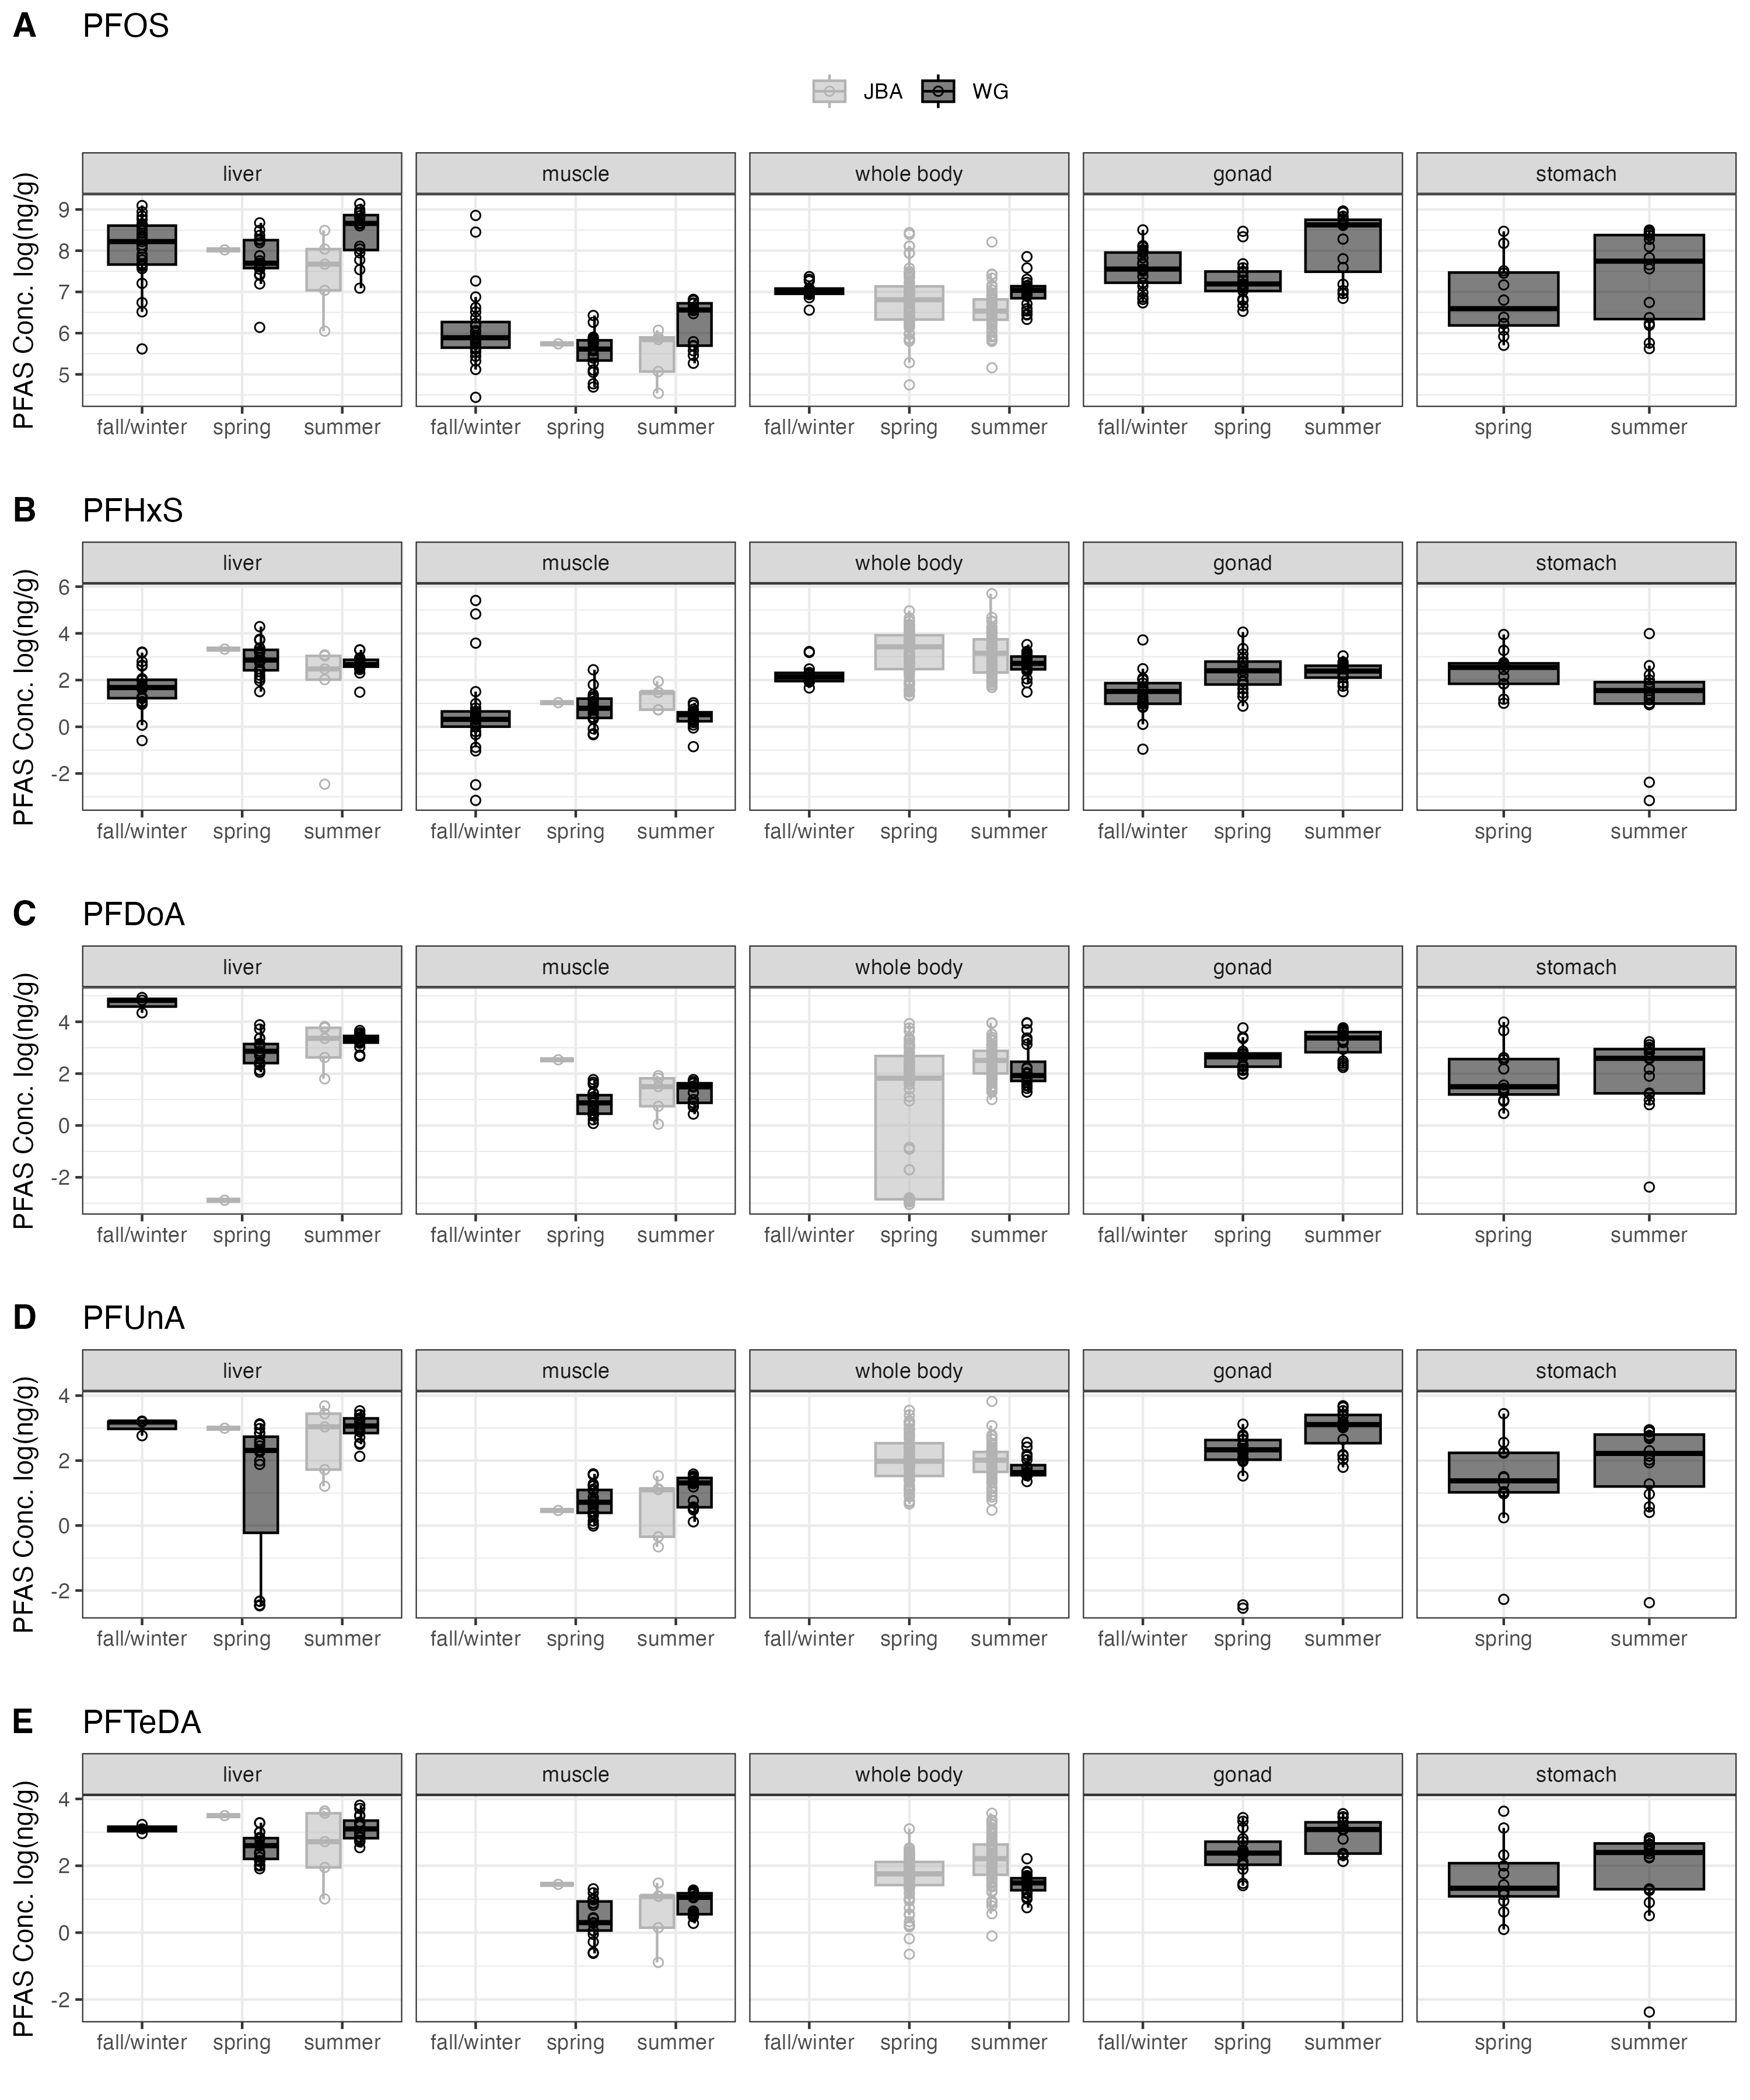 A PFOS
JBA WG
liver muscle whole body gonad stomach
PFAS Conc. log(ng/g)
9
8
7
6
5
fall/winter spring summer fall/winter spring summer fall/winter spring summer fall/winter spring summer spring summer
B PFHxS
liver muscle whole body gonad stomach
PFAS Conc. log(ng/g)
6
4
2
0
-2
fall/winter spring summer fall/winter spring summer fall/winter spring summer fall/winter spring summer spring summer
C PFDoA
liver muscle whole body gonad stomach
PFAS Conc. log(ng/g)
4
2
0
-2
fall/winter spring summer fall/winter spring summer fall/winter spring summer fall/winter spring summer spring summer
D PFUnA
liver muscle whole body gonad stomach
PFAS Conc. log(ng/g)
4
2
0
-2
fall/winter spring summer fall/winter spring summer fall/winter spring summer fall/winter spring summer spring summer
E PFTeDA
liver muscle whole body gonad stomach
PFAS Conc. log(ng/g)
4
2
0
-2
fall/winter spring summer fall/winter spring summer fall/winter spring summer fall/winter spring summer spring summer